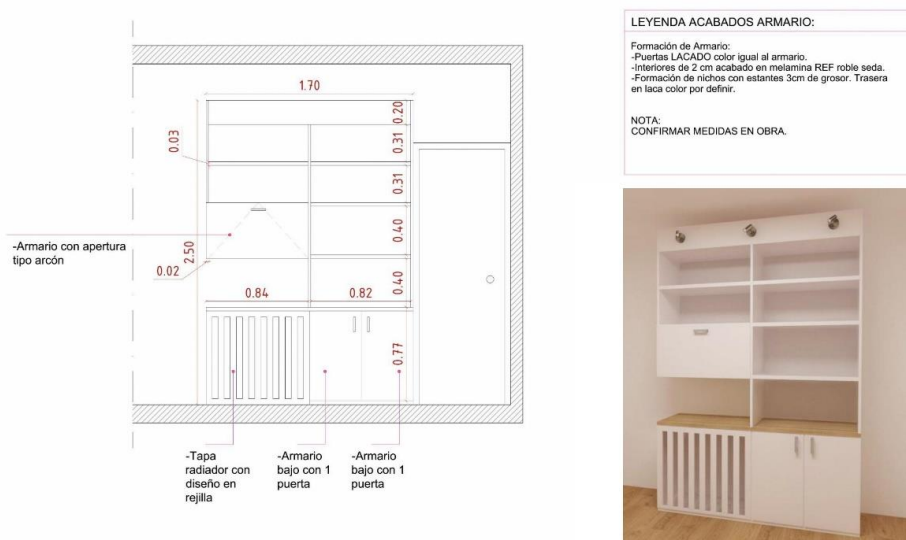 LEYENDA ACABADOS ARMARIO:
Formación de Armario:
-Puertas LACADO color igual al armario.
-Interiores de 2 cm acabado en melamina REF roble seda.
-Formación de nichos con estantes 3cm de grosor. Trasera
en laca color por definir.
NOTA:
CONFIRMAR MEDIDAS EN OBRA.
1.70
0.20
0.31
0.03
0.31
0.40
-Armario con apertura
tipo arcón
2.50
0.02
0.40
0.84
0.82
0.77
-Tapa
radiador con
diseño en
rejilla
-Armario
bajo con 1
puerta
-Armario
bajo con 1
puerta